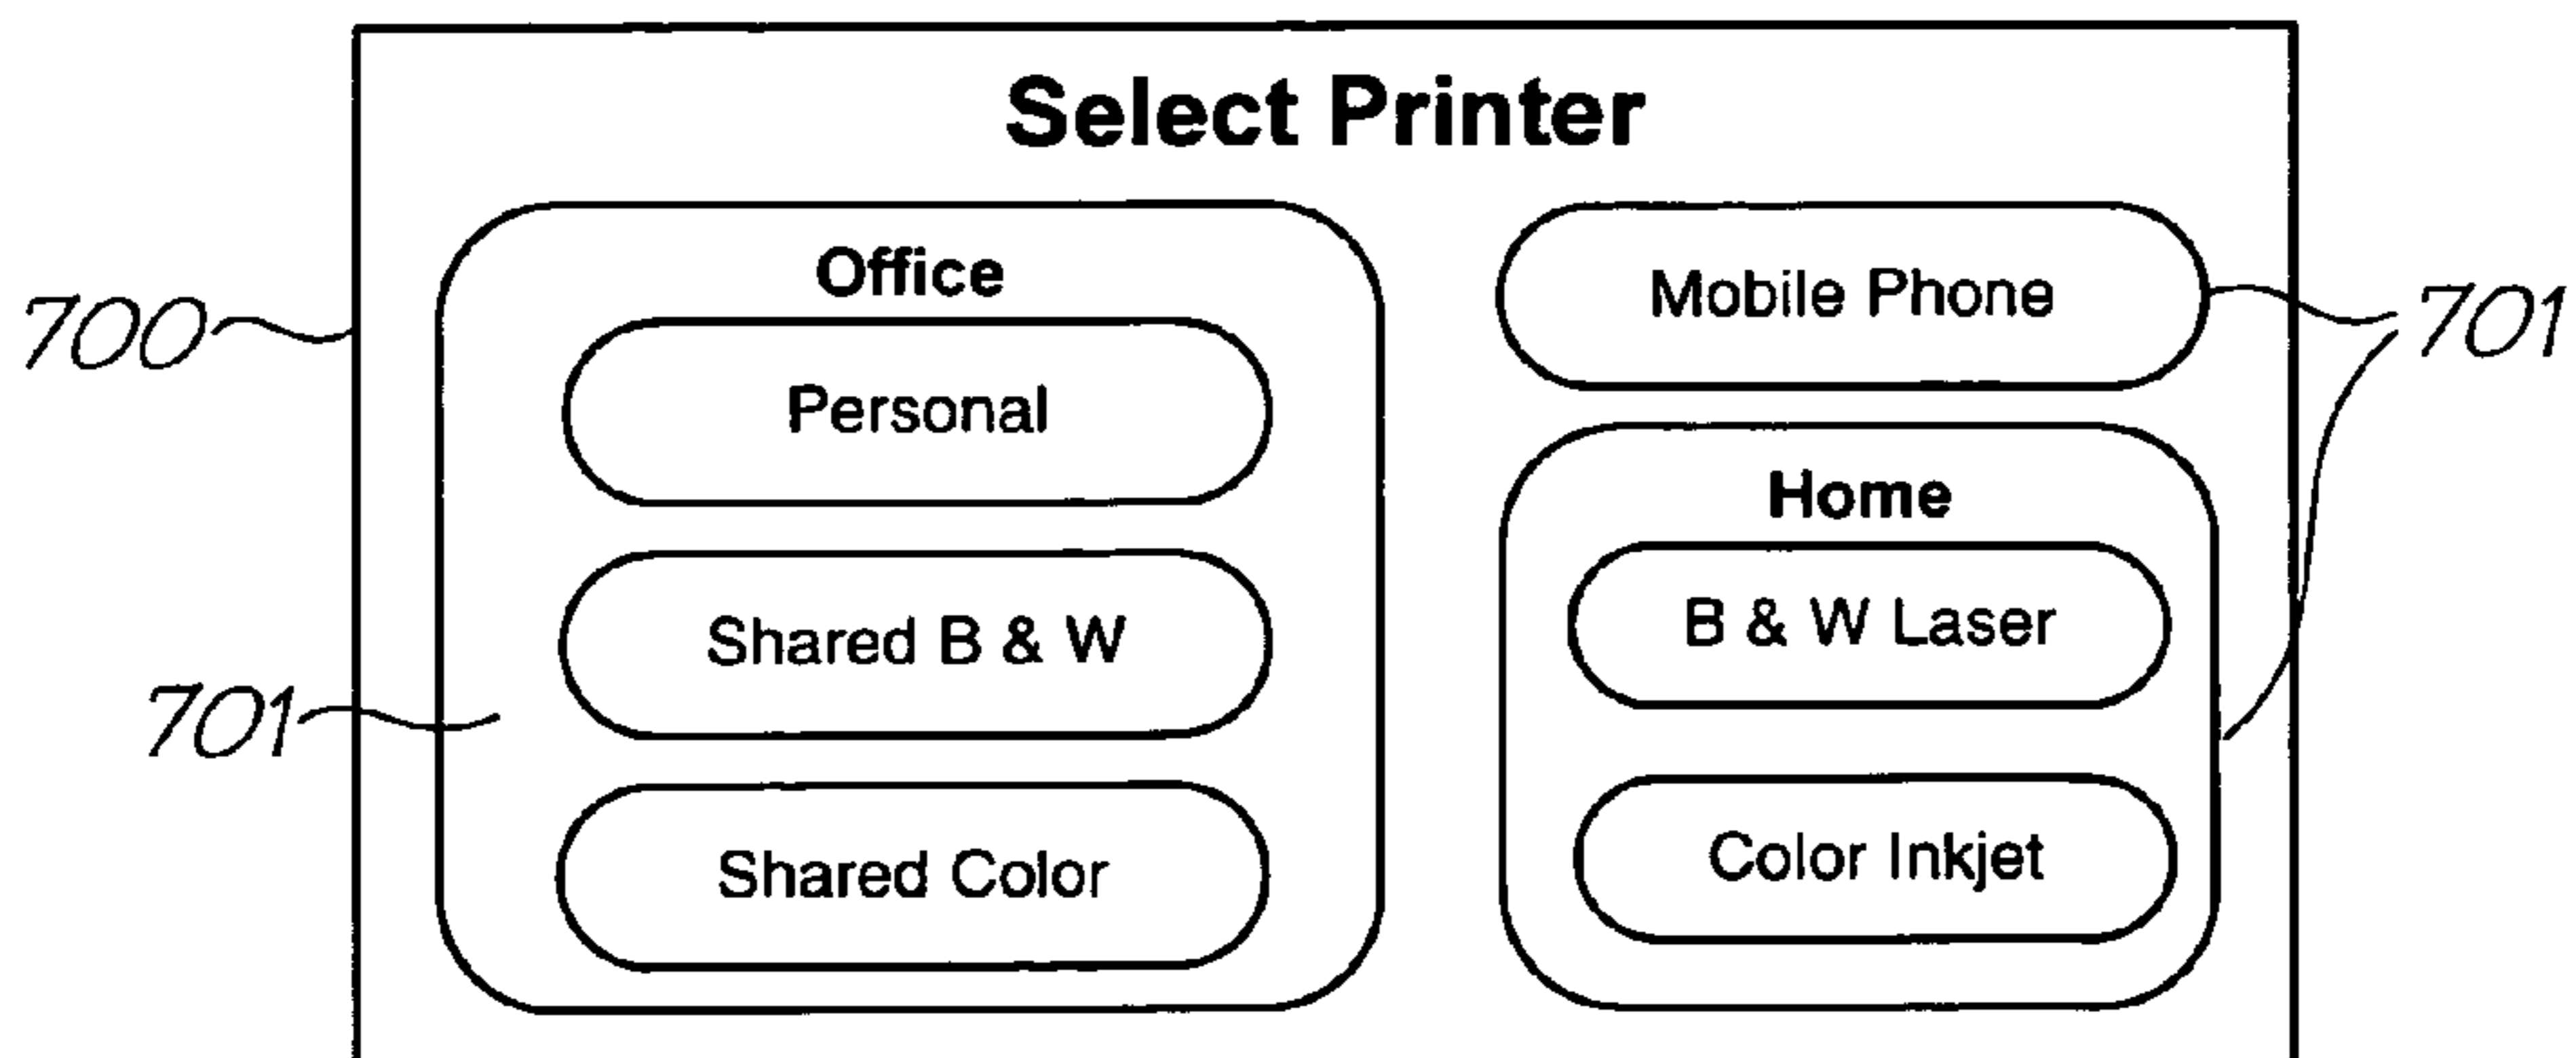 Select Printer
Office
Personal
Shared B & W
Shared Color
Mobile Phone
Home
B & W Laser
Color Inkjet
700
701
701